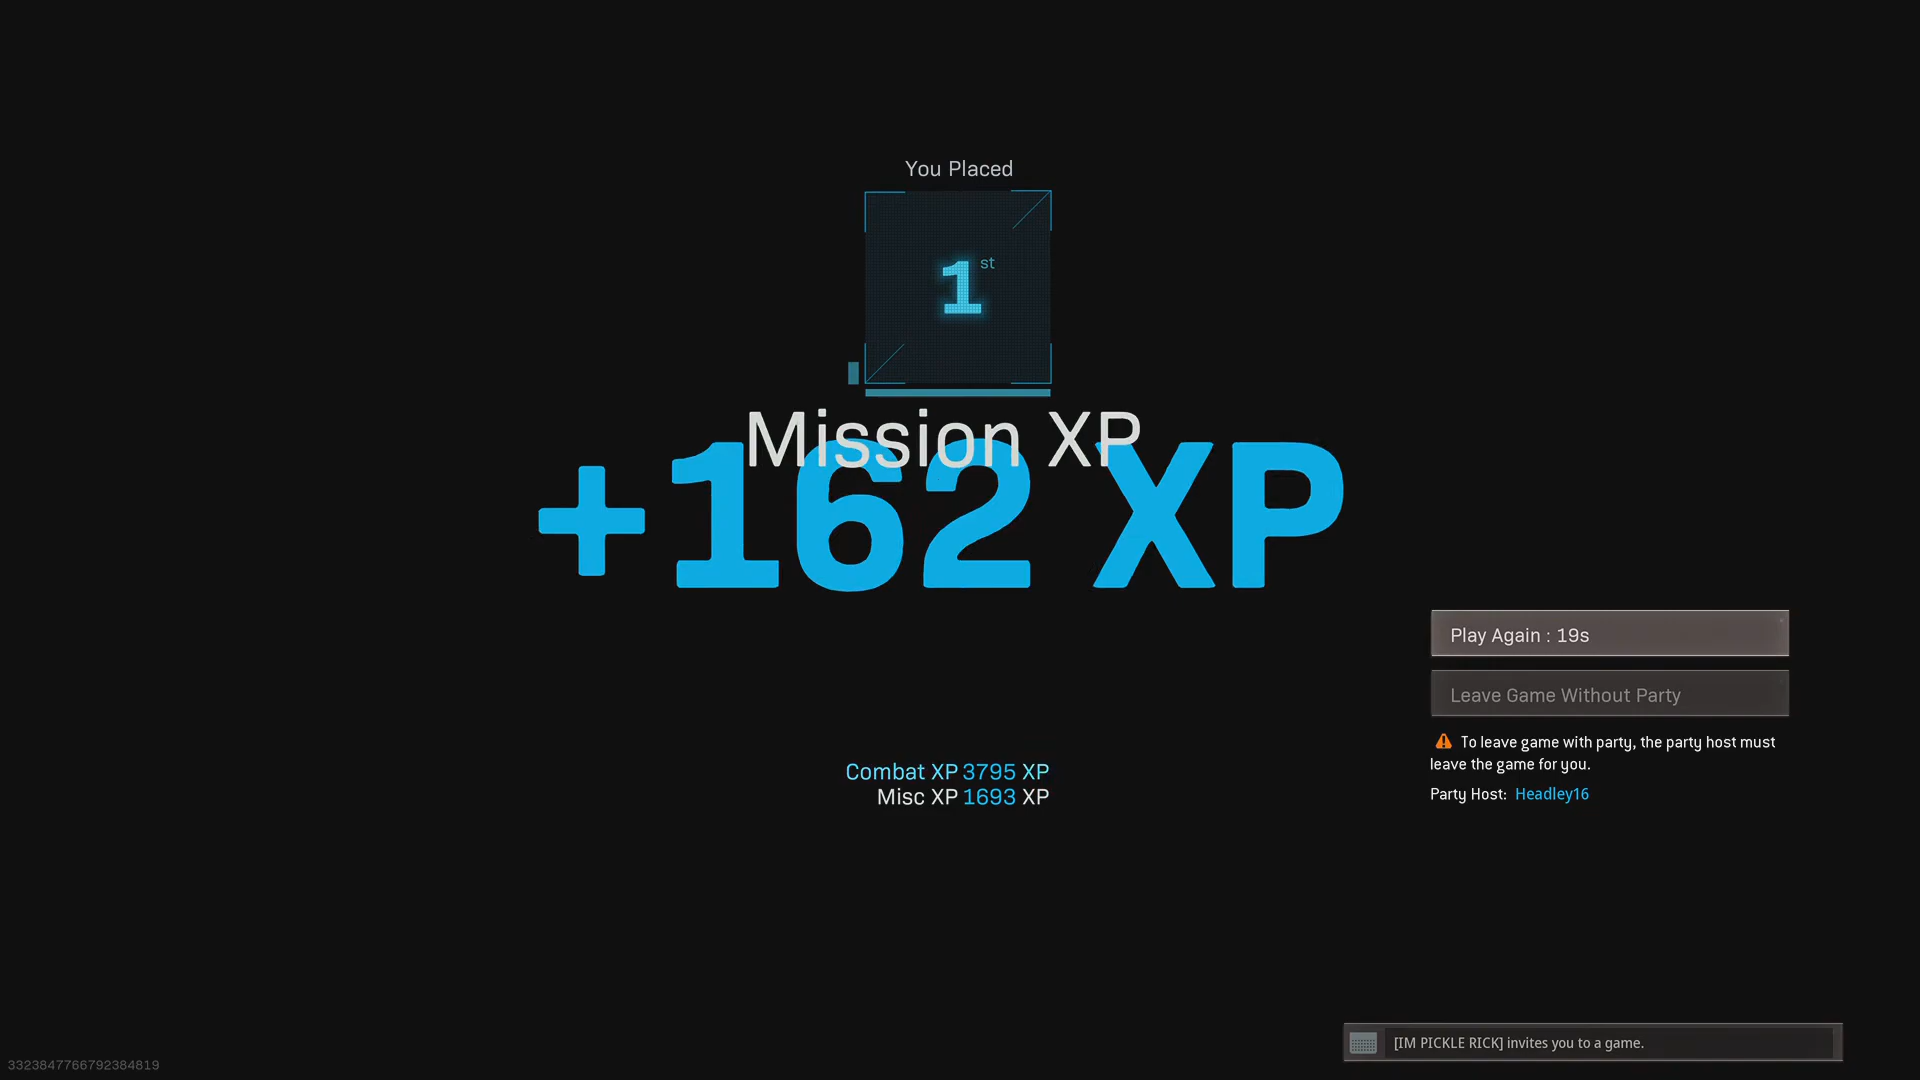 You Placed
1st
Mission XP
+162 XP
Play Again : 19s
Leave Game Without Party
To leave game with party, the party host must
leave the game for you.
Party Host: Headley16
Combat XP 3795 XP
Misc XP 1693 XP
[IM PICKLE RICK] invites you to a game.
3323847766792384819